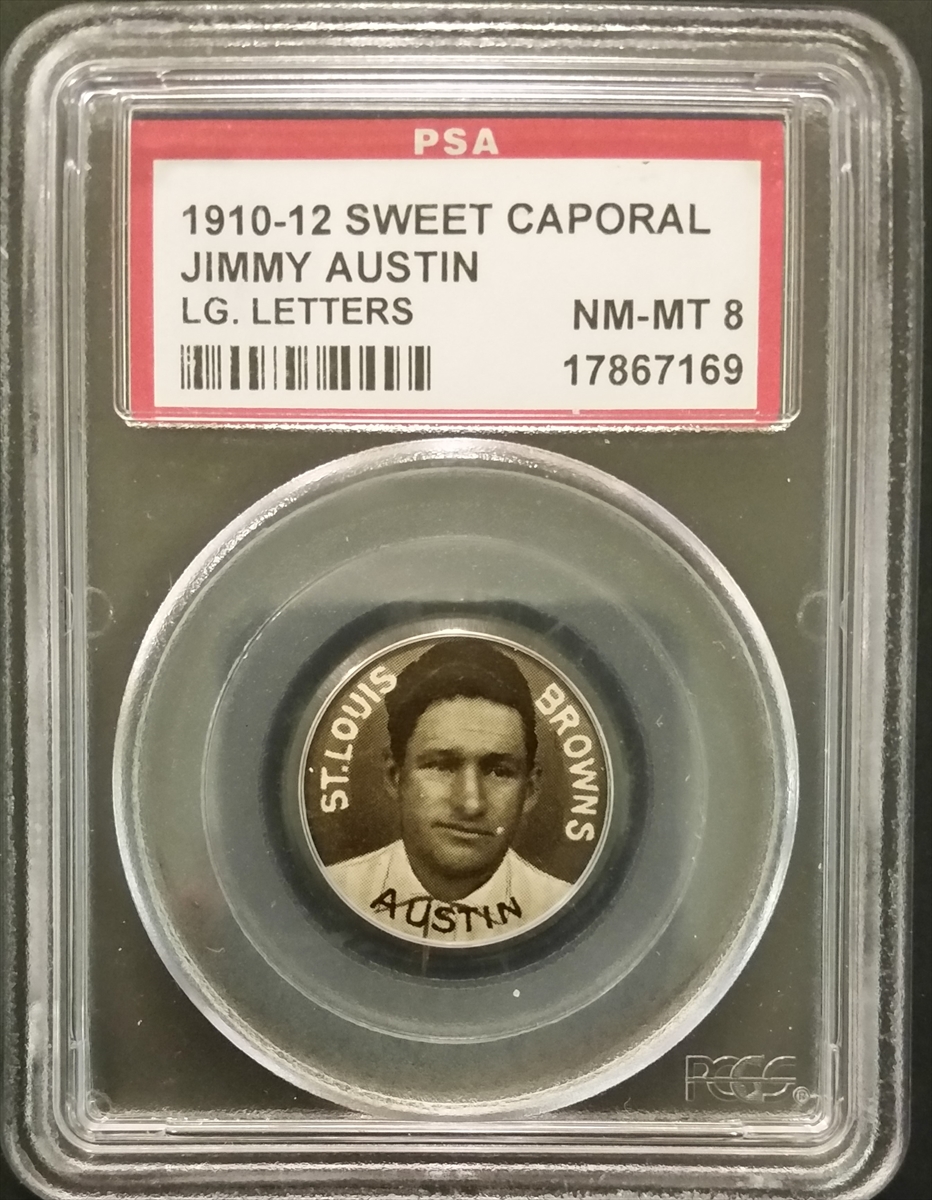 PSA
1910-12 SWEET CAPORAL
JIMMY AUSTIN
LG. LETTERS
NM-MT 8
17867169
ST. LOUIS
BROWNS
AUSTIN
PCGS